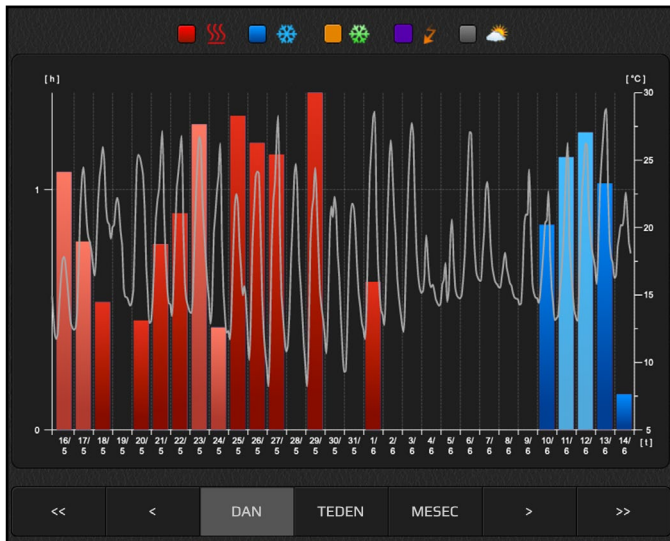 [ h ]
[ °C ]
30
25
1
20
15
10
0
5
[ t ]
16/ 17/ 18/ 19/ 20/ 21/ 22/ 23/ 24/ 25/ 26/ 27/ 28/ 29/ 30/ 31/ 1/ 2/ 3/ 4/ 5/ 6/ 7/ 8/ 9/ 10/ 11/ 12/ 13/ 14/
5 5 5 5 5 5 5 5 5 5 5 5 5 5 5 5 6 6 6 6 6 6 6 6 6 6 6 6 6 6
<< < DAN TEDEN MESEC > >>